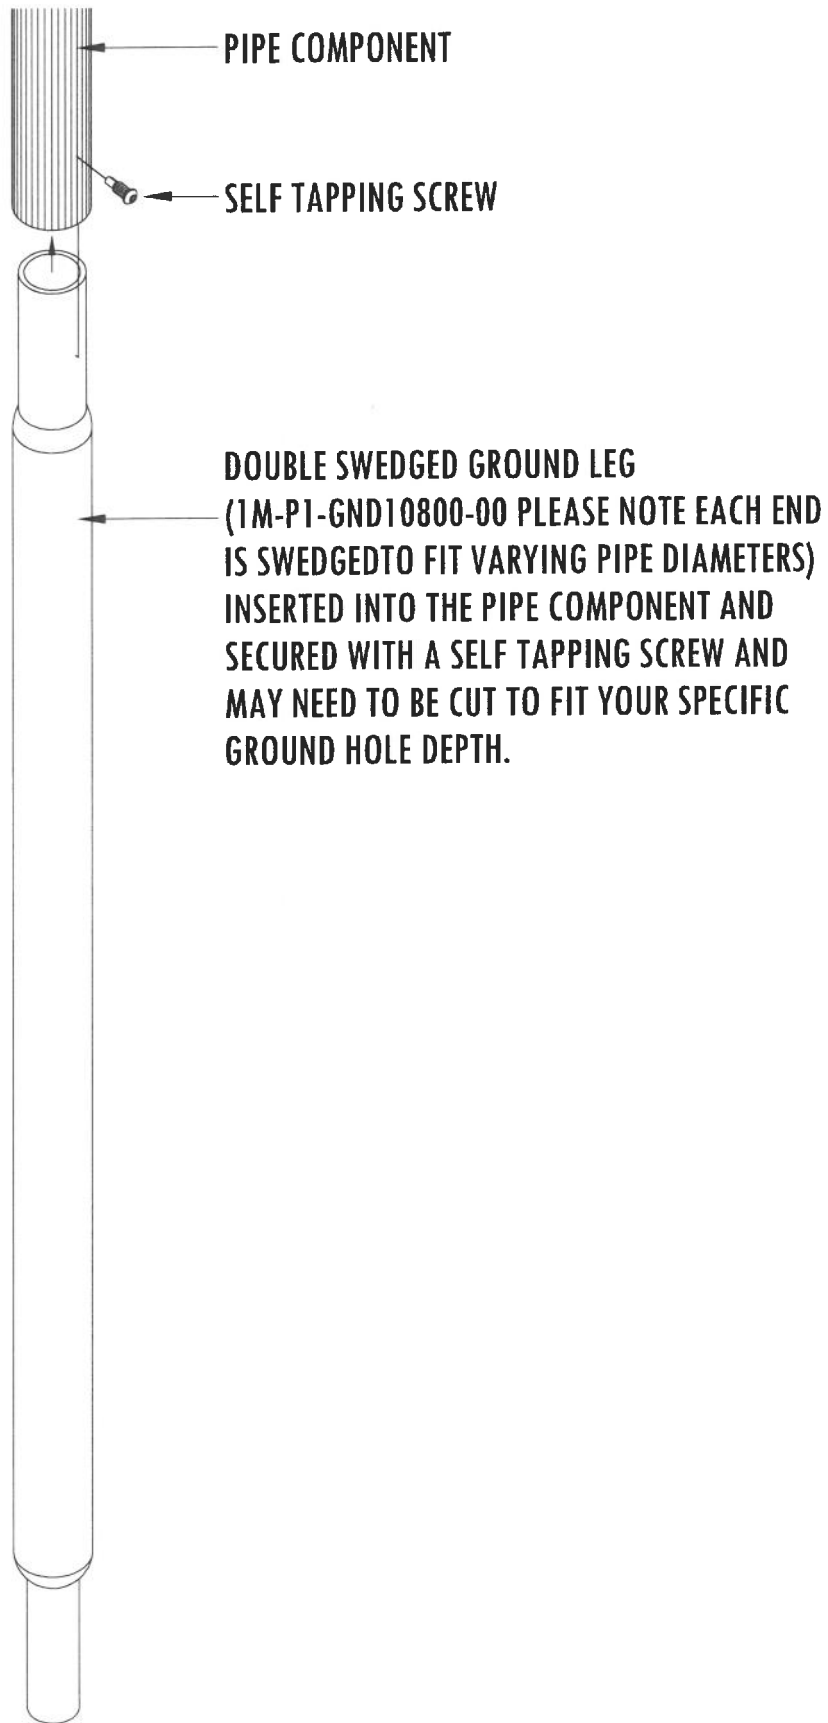 PIPE COMPONENT
SELF TAPPING SCREW
DOUBLE SWEDGED GROUND LEG
(1M-P1-GND10800-00 PLEASE NOTE EACH END
IS SWEDGEDTO FIT VARYING PIPE DIAMETERS)
INSERTED INTO THE PIPE COMPONENT AND
SECURED WITH A SELF TAPPING SCREW AND
MAY NEED TO BE CUT TO FIT YOUR SPECIFIC
GROUND HOLE DEPTH.